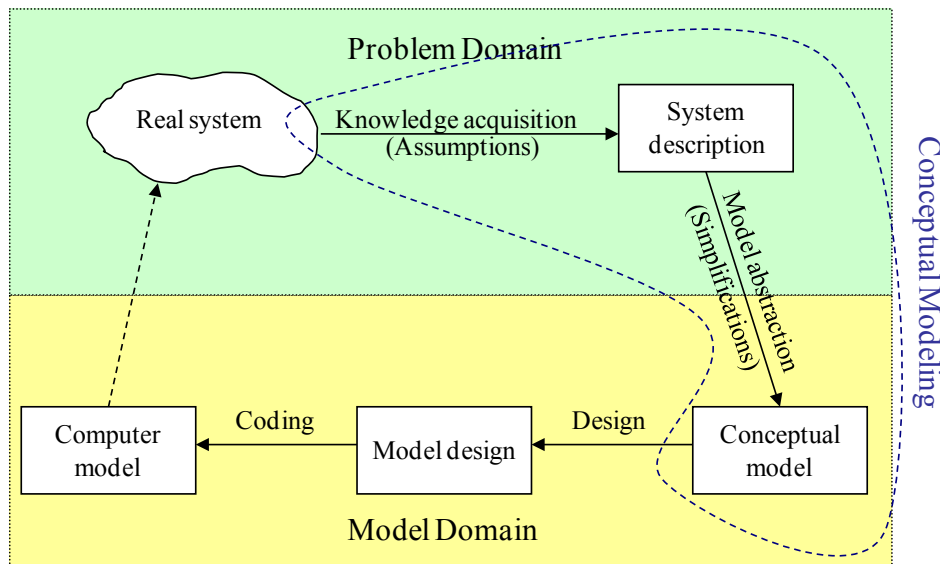 Problem Domain
Real system
Knowledge acquisition
(Assumptions)
System
description
Model abstraction
(Simplifications)
Conceptual Modeling
Computer
model
Coding
Model design
Design
Conceptual
model
Model Domain